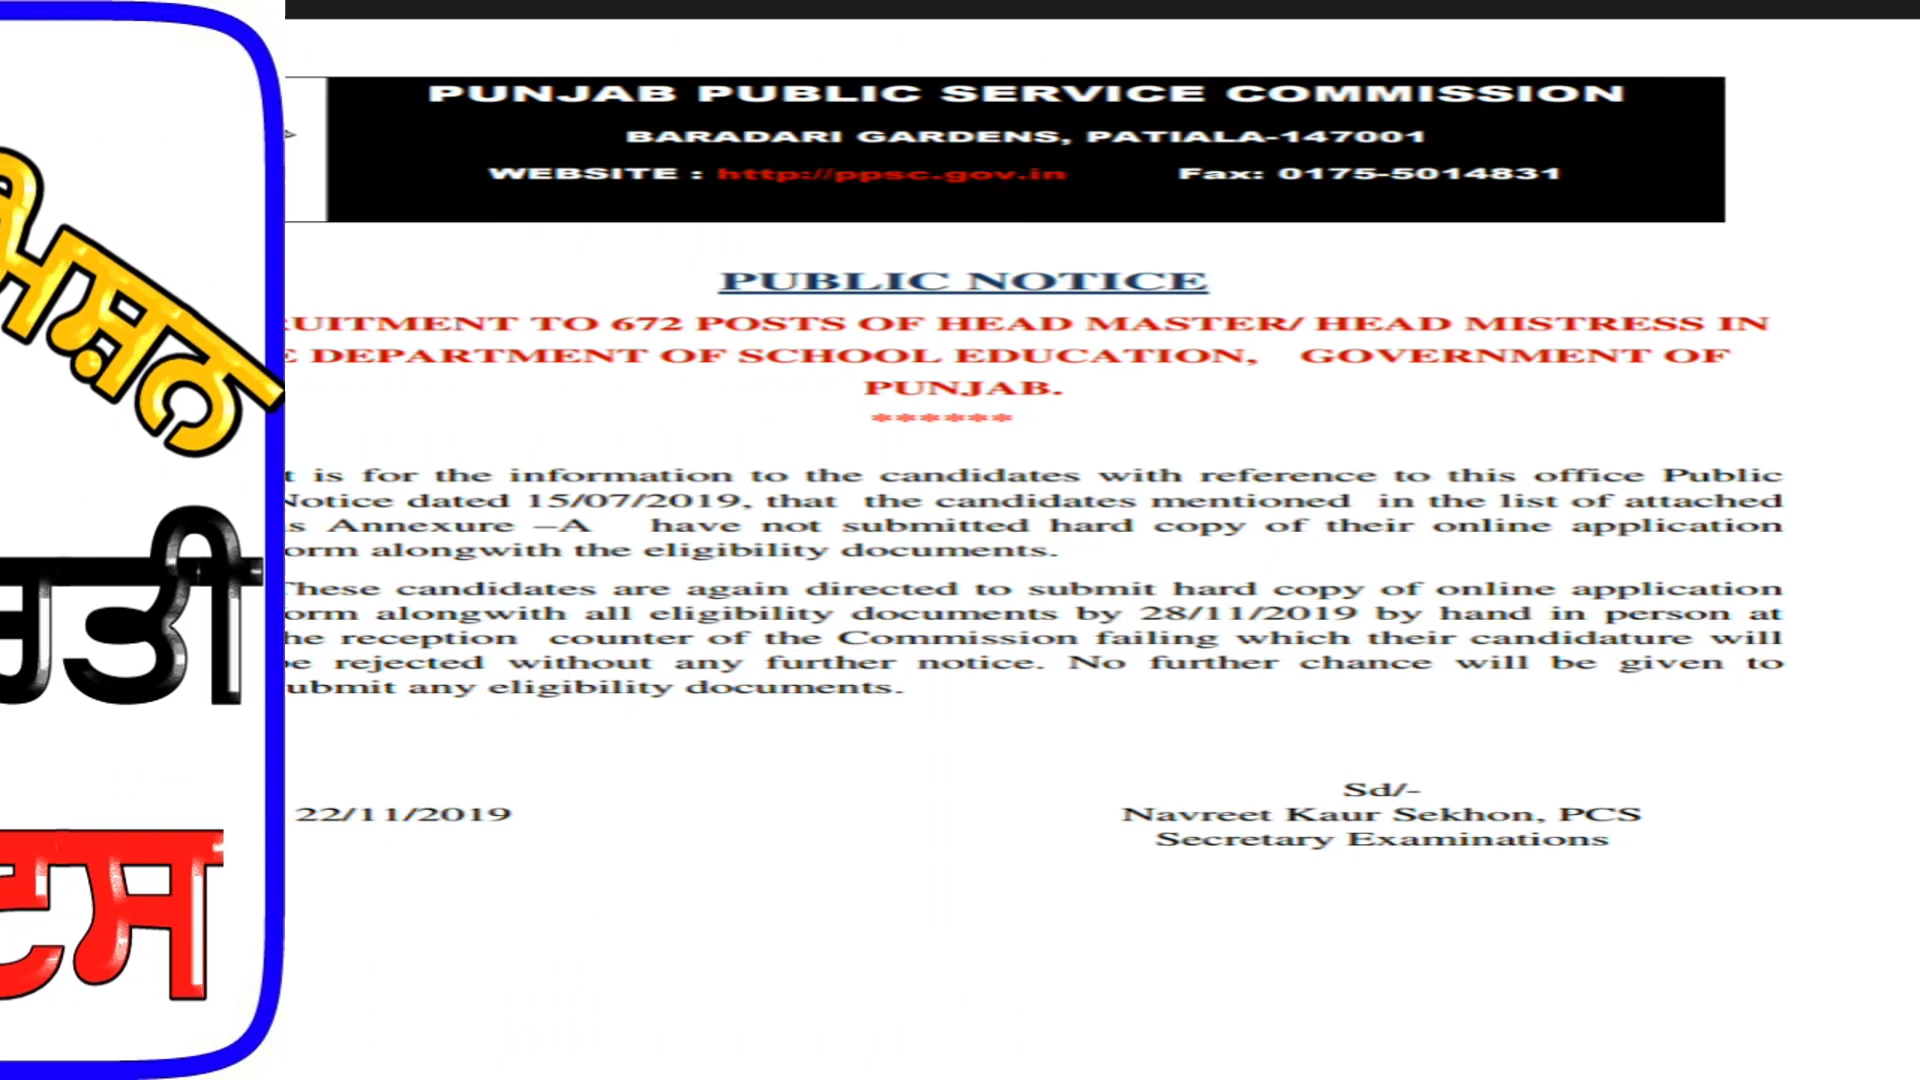 PUNJAB PUBLIC SERVICE COMMISSION
BARADARI GARDENS, PATIALA-147001
WEBSITE : http://ppsc.gov.in Fax: 0175-5014831
PUBLIC NOTICE
TO 672 POSTS OF HEAD MASTER/ HEAD MISTRESS IN
DEPARTMENT OF SCHOOL EDUCATION, GOVERNMENT OF
PUNJAB.
******
is for the information to the candidates with reference to this office Public
Notice dated 15/07/2019, that the candidates mentioned in the list of attached
Annexure –A have not submitted hard copy of their online application
alongwith the eligibility documents.
These candidates are again directed to submit hard copy of online application
alongwith all eligibility documents by 28/11/2019 by hand in person at
reception counter of the Commission failing which their candidature will
rejected without any further notice. No further chance will be given to
any eligibility documents.
Sd/-
22/11/2019 Navreet Kaur Sekhon, PCS
Secretary Examinations